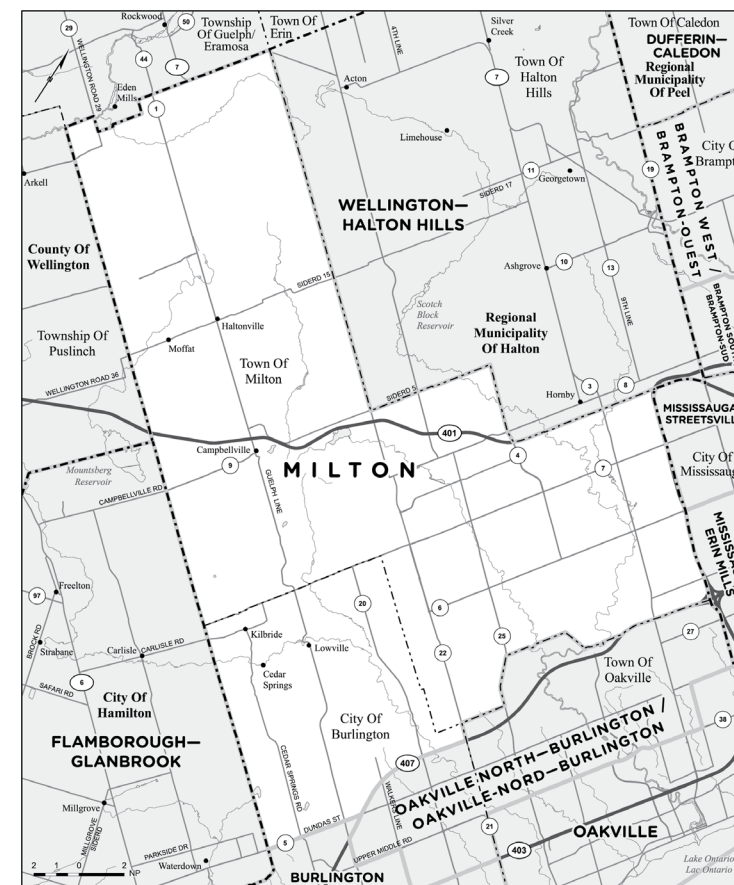 29
Rockwood
50
Township
Of Guelph/
Eramosa
Town Of
Erin
4TH LINE
Silver
Creek
Town Of Caledon
DUFFERIN—
CALEDON
Regional
Municipality
Of Peel
WELLINGTON ROAD 29
44
7
Eden
Mills
1
Acton
7
Town Of
Halton
Hills
Limehouse
BRAMPTON WEST /
BRAMPTON-OUEST
19
Arkell
11
Georgetown
SIDERD 17
WELLINGTON—
HALTON HILLS
County Of
Wellington
Ashgrove
10
13
SIDERD 15
9TH LINE
Scotch
Block
Reservoir
Regional
Municipality
Of Halton
Haltonville
Moffat
Township Of
Puslinch
Town Of
Milton
WELLINGTON ROAD 36
SIDERD 5
3
8
Hornby
401
Campbellville
9
MILTON
4
7
City Of
Mountsberg
Reservoir
CAMPBELLVILLE RD
GUELPH LINE
Freelton
97
20
6
BROCK RD
Strabane
Carlisle
CARLISLE RD
Kilbride
Lowville
25
22
27
Cedar
Springs
Town Of
Oakville
SAFARI RD
6
City Of
Hamilton
City Of
Burlington
FLAMBOROUGH—
GLANBROOK
OAKVILLE NORTH—BURLINGTON /
OAKVILLE-NORD—BURLINGTON
38
407
CEDAR SPRINGS RD
WALKERS LINE
Millgrove
MILLGROVE
SIDERD
DUNDAS ST
5
UPPER MIDDLE RD
21
OAKVILLE
403
PARKSIDE DR
Waterdown
2 1 0 2
NP
BURLINGTON
Lake Ontario
Lac Ontario